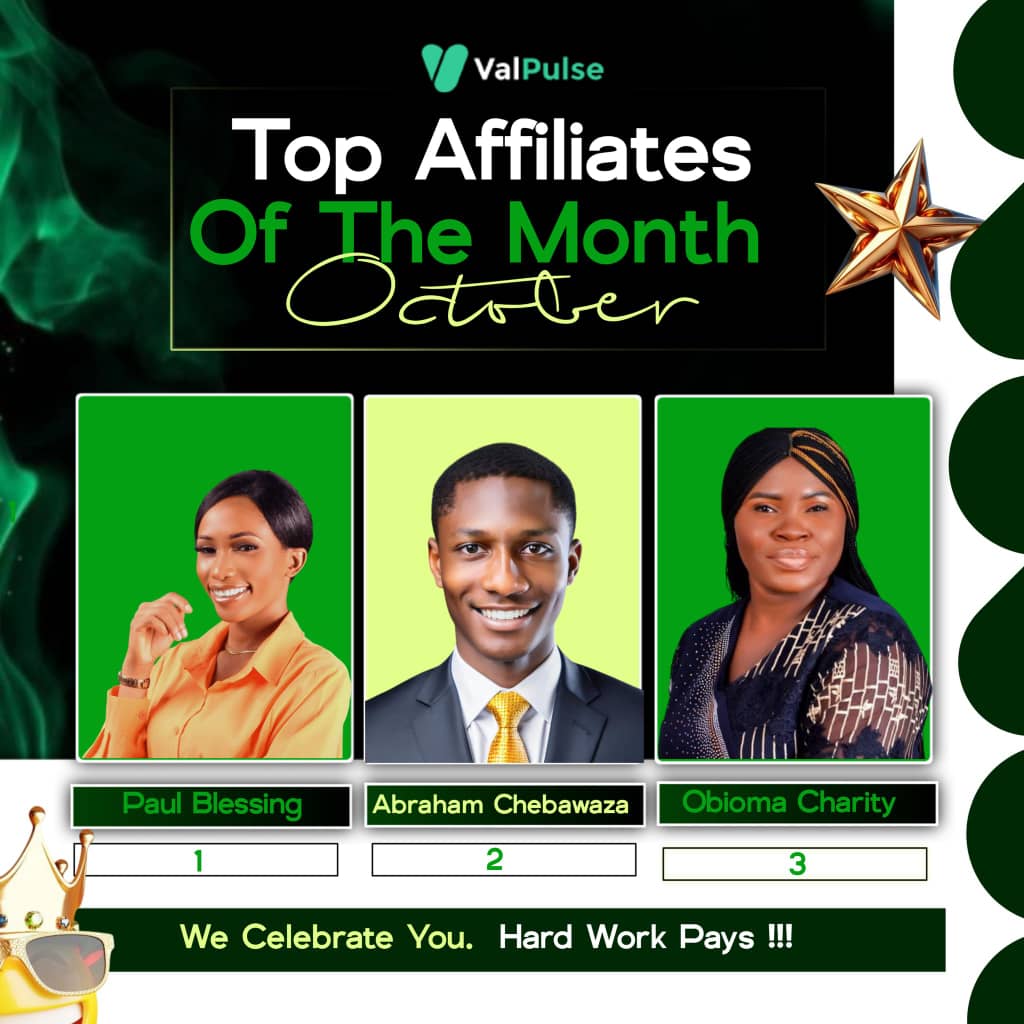 ValPulse
Top Affiliates
Of The Month
October
Paul Blessing
Abraham Chebawaza
Obioma Charity
1
2
3
We Celebrate You. Hard Work Pays !!!